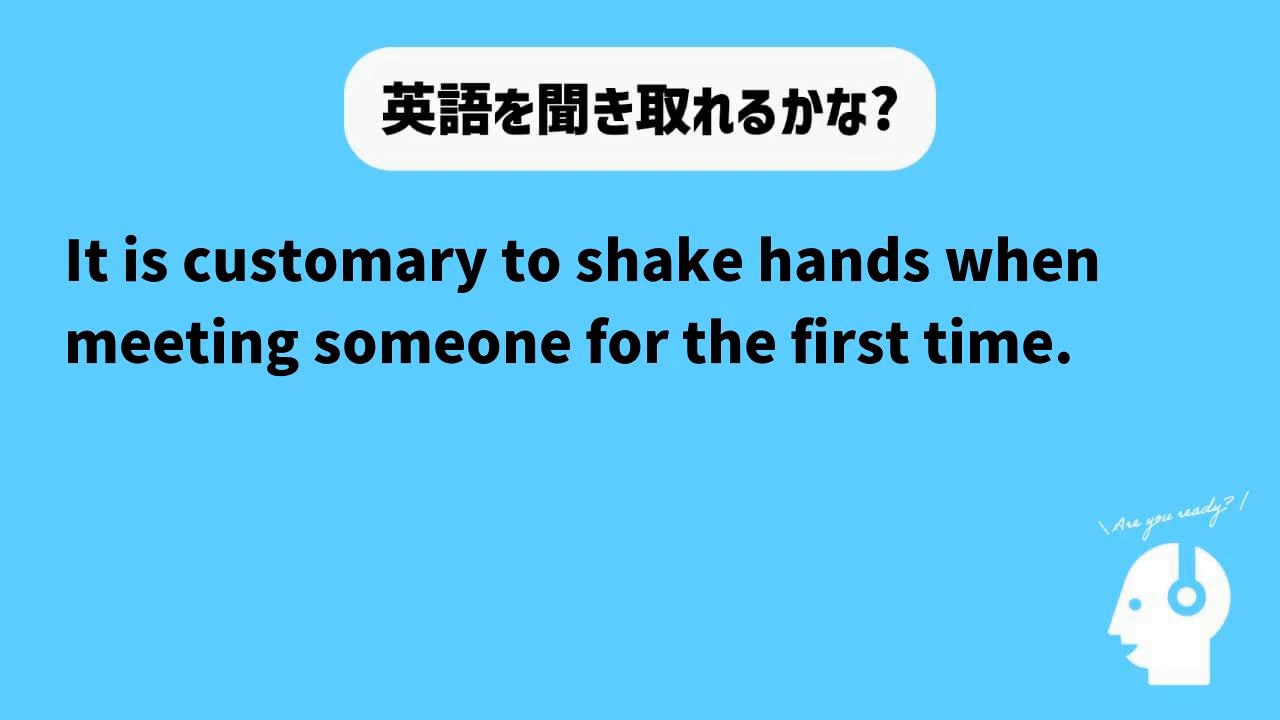 英語を聞き取れるかな?
It is customary to shake hands when
meeting someone for the first time.
\ Are you ready? /